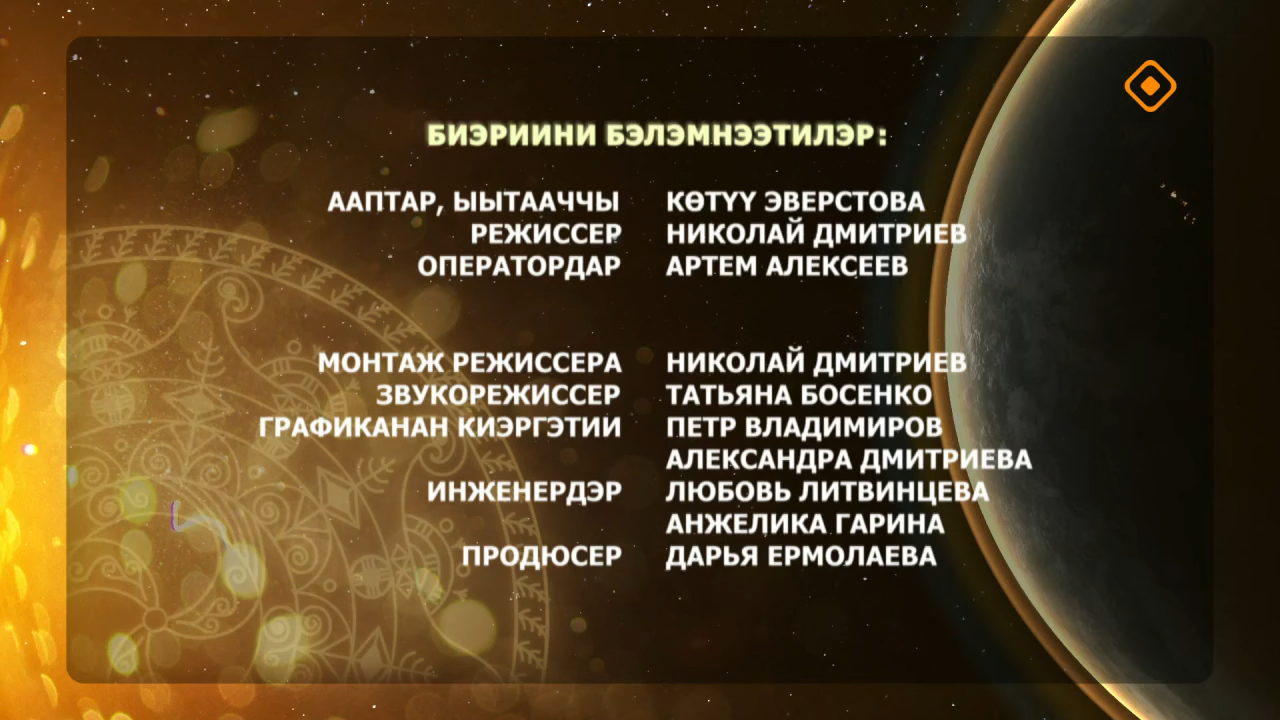 БИЭРИИНИ БЭЛЭМНЭЭТИЛЭР:
ААПТАР, ЫЫТААЧЧЫ КӨТҮҮ ЭВЕРСТОВА
РЕЖИССЕР НИКОЛАЙ ДМИТРИЕВ
ОПЕРАТОРДАР АРТЕМ АЛЕКСЕЕВ
МОНТАЖ РЕЖИССЕРА НИКОЛАЙ ДМИТРИЕВ
ЗВУКОРЕЖИССЕР ТАТЬЯНА БОСЕНКО
ГРАФИКАНАН КИЭРГЭТИИ ПЕТР ВЛАДИМИРОВ
АЛЕКСАНДРА ДМИТРИЕВА
ИНЖЕНЕРДЭР ЛЮБОВЬ ЛИТВИНЦЕВА
АНЖЕЛИКА ГАРИНА
ПРОДЮСЕР ДАРЬЯ ЕРМОЛАЕВА